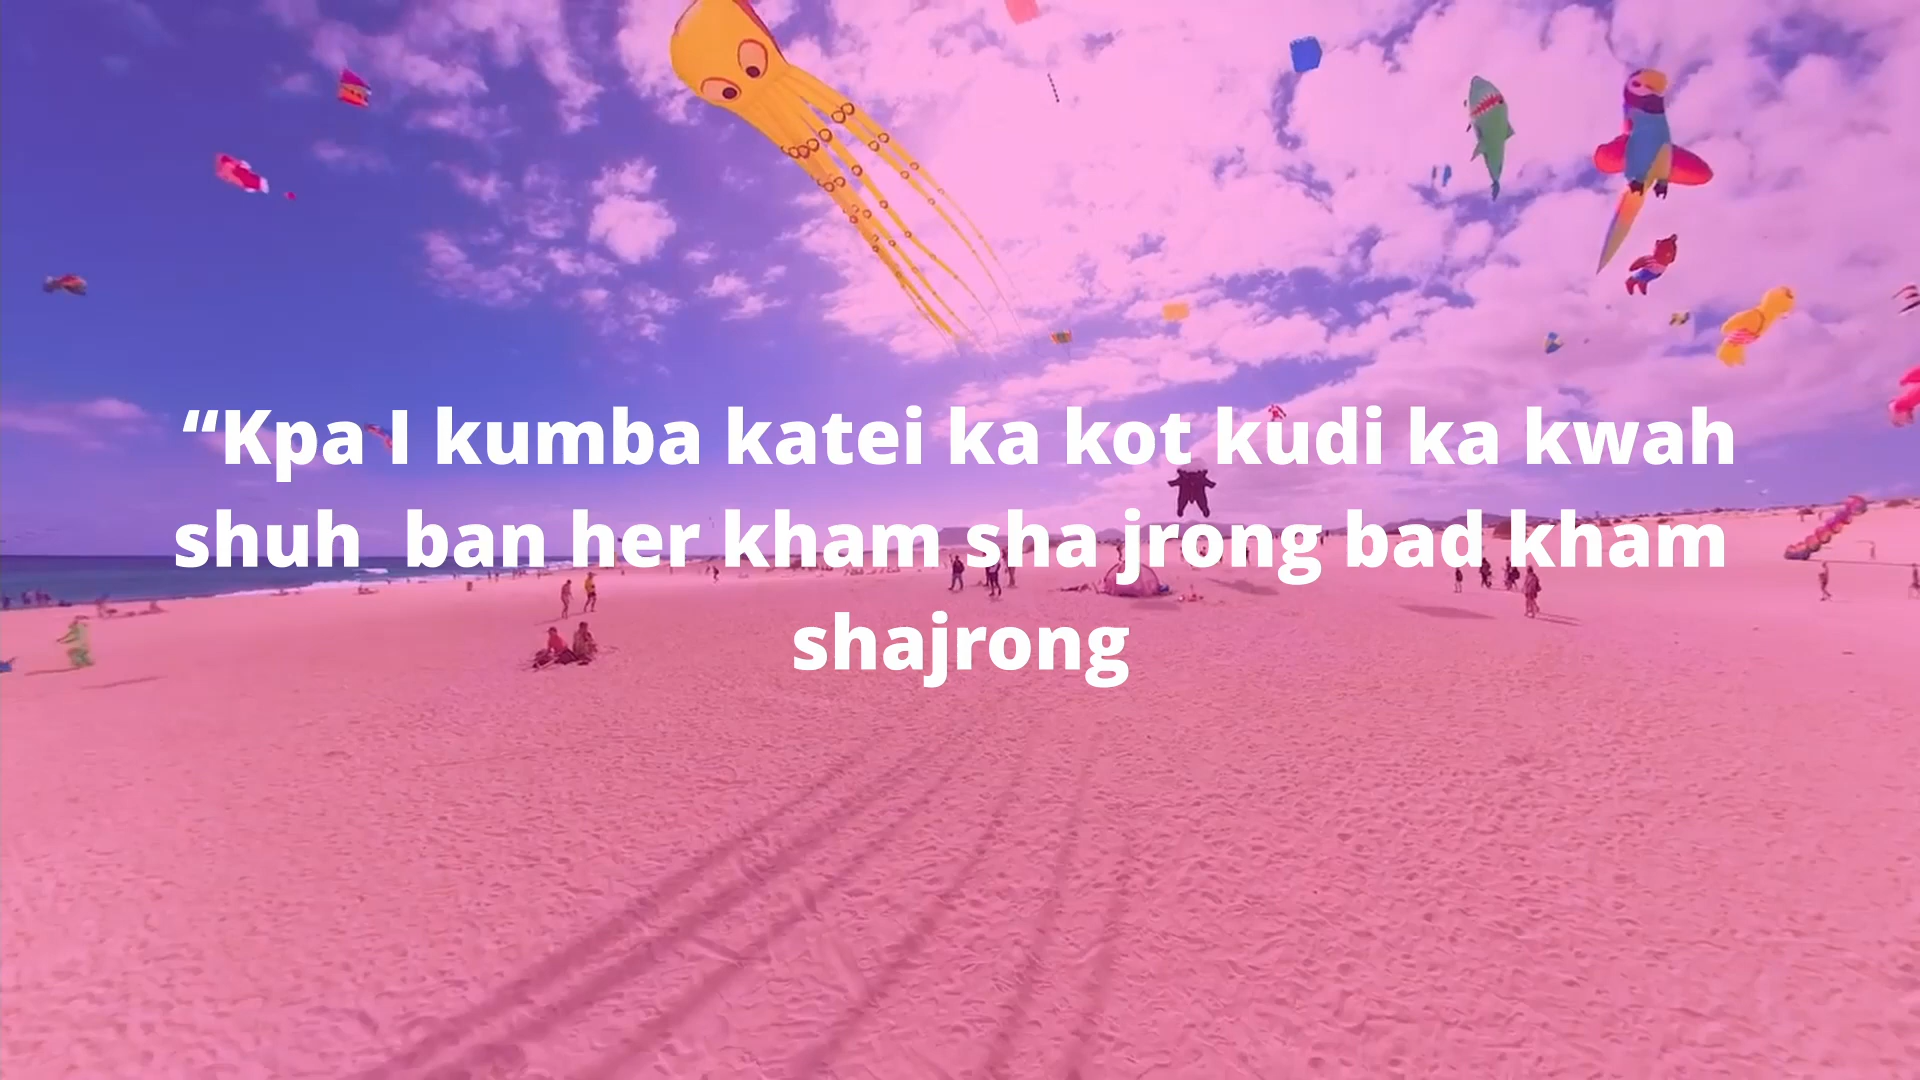 “Kpa I kumba katei ka kot kudi ka kwah
shuh ban her kham sha jrong bad kham
shajrong